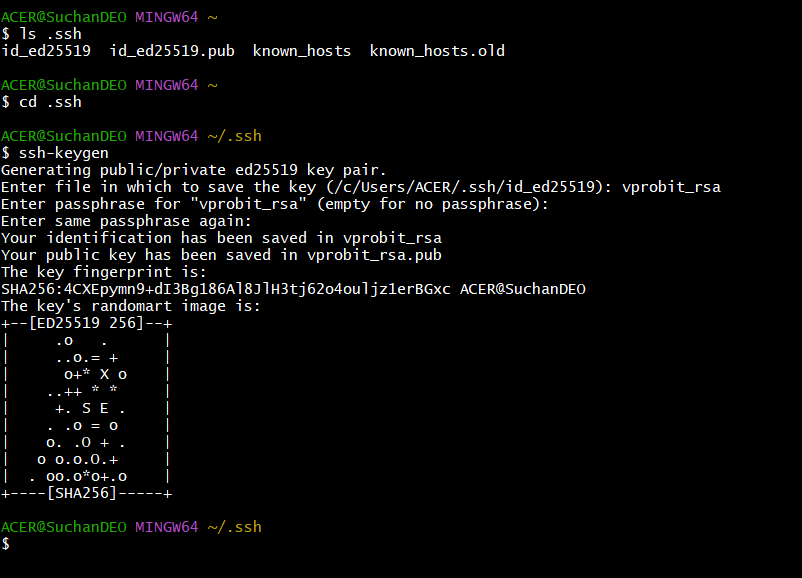 ACER@SuchanDEO MINGW64 ~
$ ls .ssh
id_ed25519  id_ed25519.pub  known_hosts  known_hosts.old

ACER@SuchanDEO MINGW64 ~
$ cd .ssh

ACER@SuchanDEO MINGW64 ~/.ssh
$ ssh-keygen
Generating public/private ed25519 key pair.
Enter file in which to save the key (/c/Users/ACER/.ssh/id_ed25519): vprobit_rsa
Enter passphrase for "vprobit_rsa" (empty for no passphrase):
Enter same passphrase again:
Your identification has been saved in vprobit_rsa
Your public key has been saved in vprobit_rsa.pub
The key fingerprint is:
SHA256:4CXEpymn9+dI3Bg186Al8JlH3tj62o4ouljz1erBGxc ACER@SuchanDEO
The key's randomart image is:
+--[ED25519 256]--+
|     .o   .      |
|     ..o.= +     |
|      o+* X o    |
|    ..++ * *     |
|     +. S E .    |
|    . .o = o     |
|    o. .O + .    |
|   o o.o.O.+     |
|  . oo.o*o+.o    |
+----[SHA256]-----+

ACER@SuchanDEO MINGW64 ~/.ssh
$